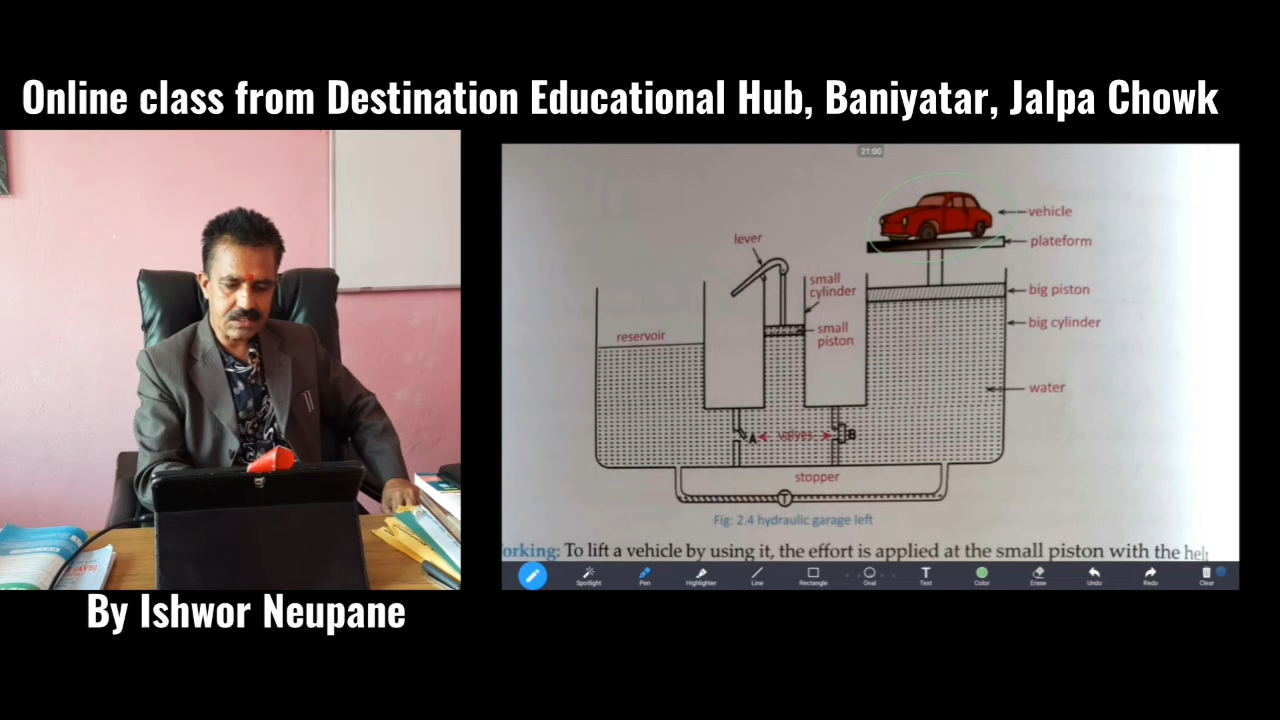 Online class from Destination Educational Hub, Baniyatar, Jalpa Chowk
21:00
vehicle
plateform
lever
small
cylinder
big piston
small
piston
big cylinder
reservoir
water
A
valves
B
stopper
T
Fig: 2.4 hydraulic garage left
orking: To lift a vehicle by using it, the effort is applied at the small piston with the hel
Spotlight
Pen
Highlighter
Line
Rectangle
Oval
T
Text
Color
Erase
Undo
Redo
Clear
By Ishwor Neupane